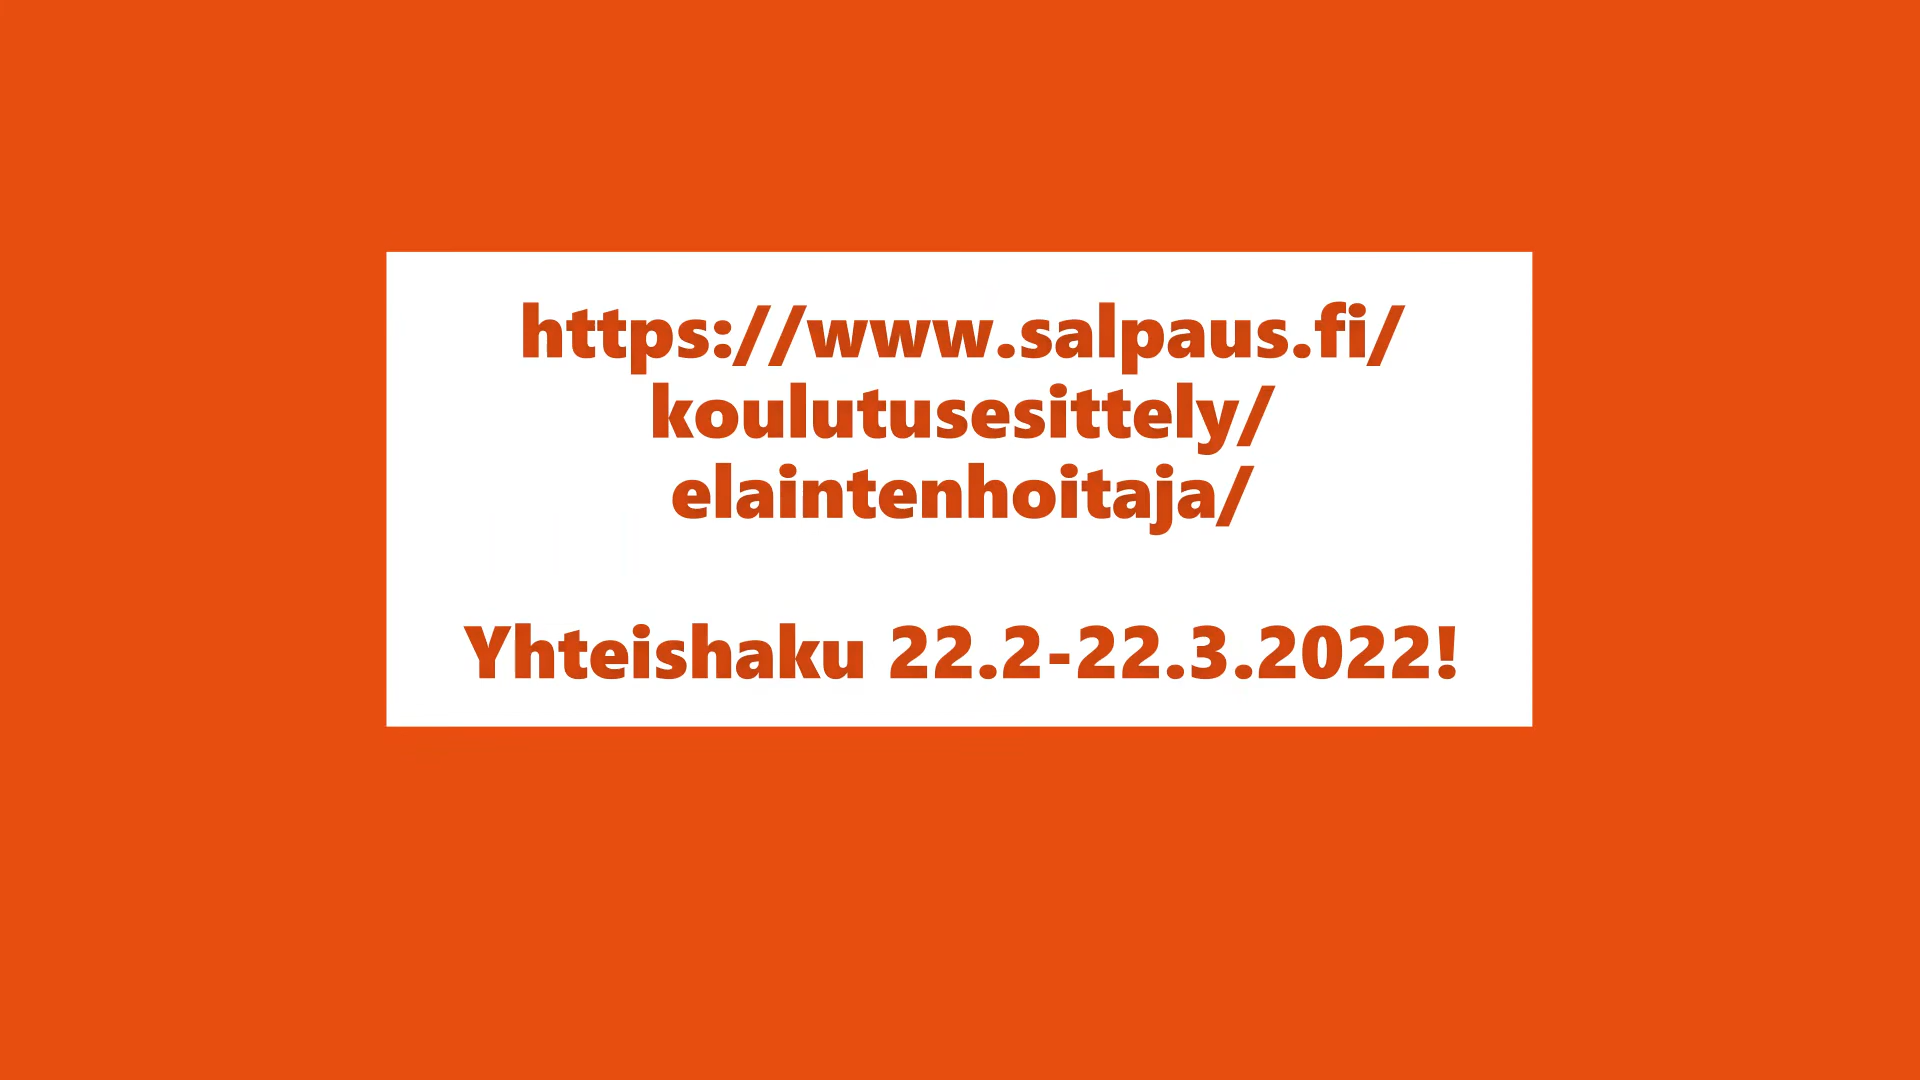 https://www.salpaus.fi/
koulutusesittely/
elaintenhoitaja/
Yhteishaku 22.2-22.3.2022!